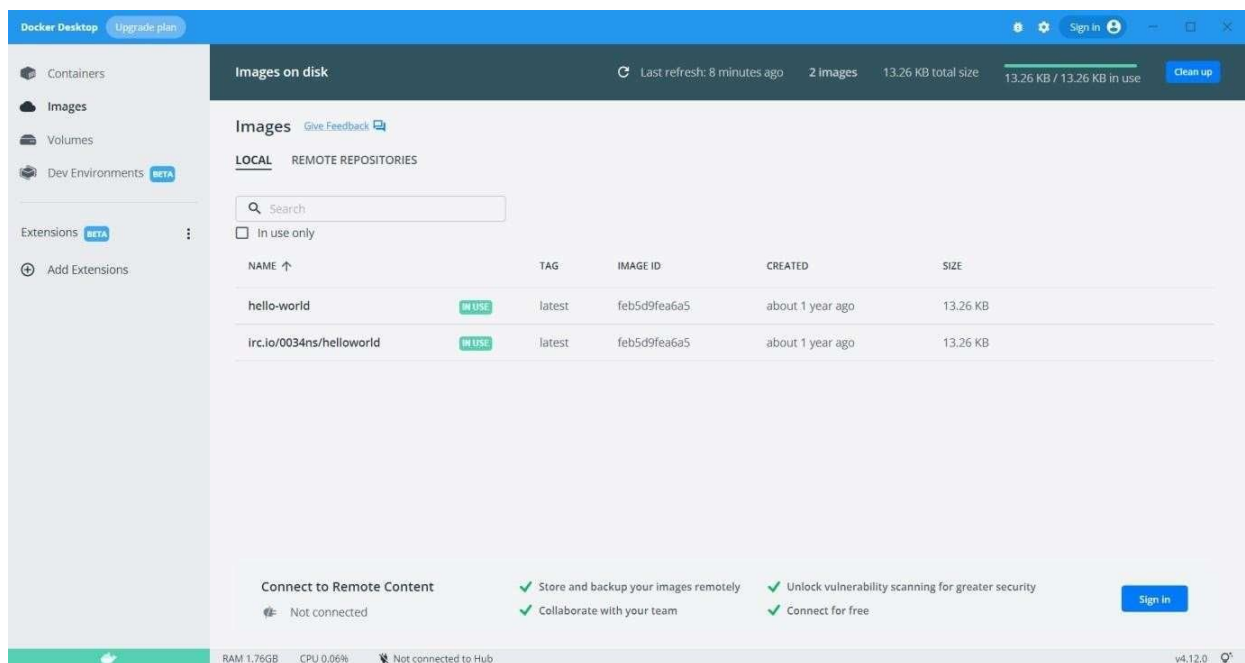 Docker Desktop Upgrade plan Sign in
Containers
Images
Volumes
Dev Environments BETA
Extensions BETA
Add Extensions
Images on disk Last refresh: 8 minutes ago 2 images 13.26 KB total size 13.26 KB / 13.26 KB in use Clean up
Images Give Feedback
LOCAL REMOTE REPOSITORIES
Search
In use only
NAME TAG IMAGE ID CREATED SIZE
hello-world IN USE latest feb5d9fea6a5 about 1 year ago 13.26 KB
irc.io/0034ns/helloworld IN USE latest feb5d9fea6a5 about 1 year ago 13.26 KB
Connect to Remote Content
Not connected
Store and backup your images remotely
Collaborate with your team
Unlock vulnerability scanning for greater security
Connect for free
Sign in
RAM 1.76GB CPU 0.06% Not connected to Hub v4.12.0